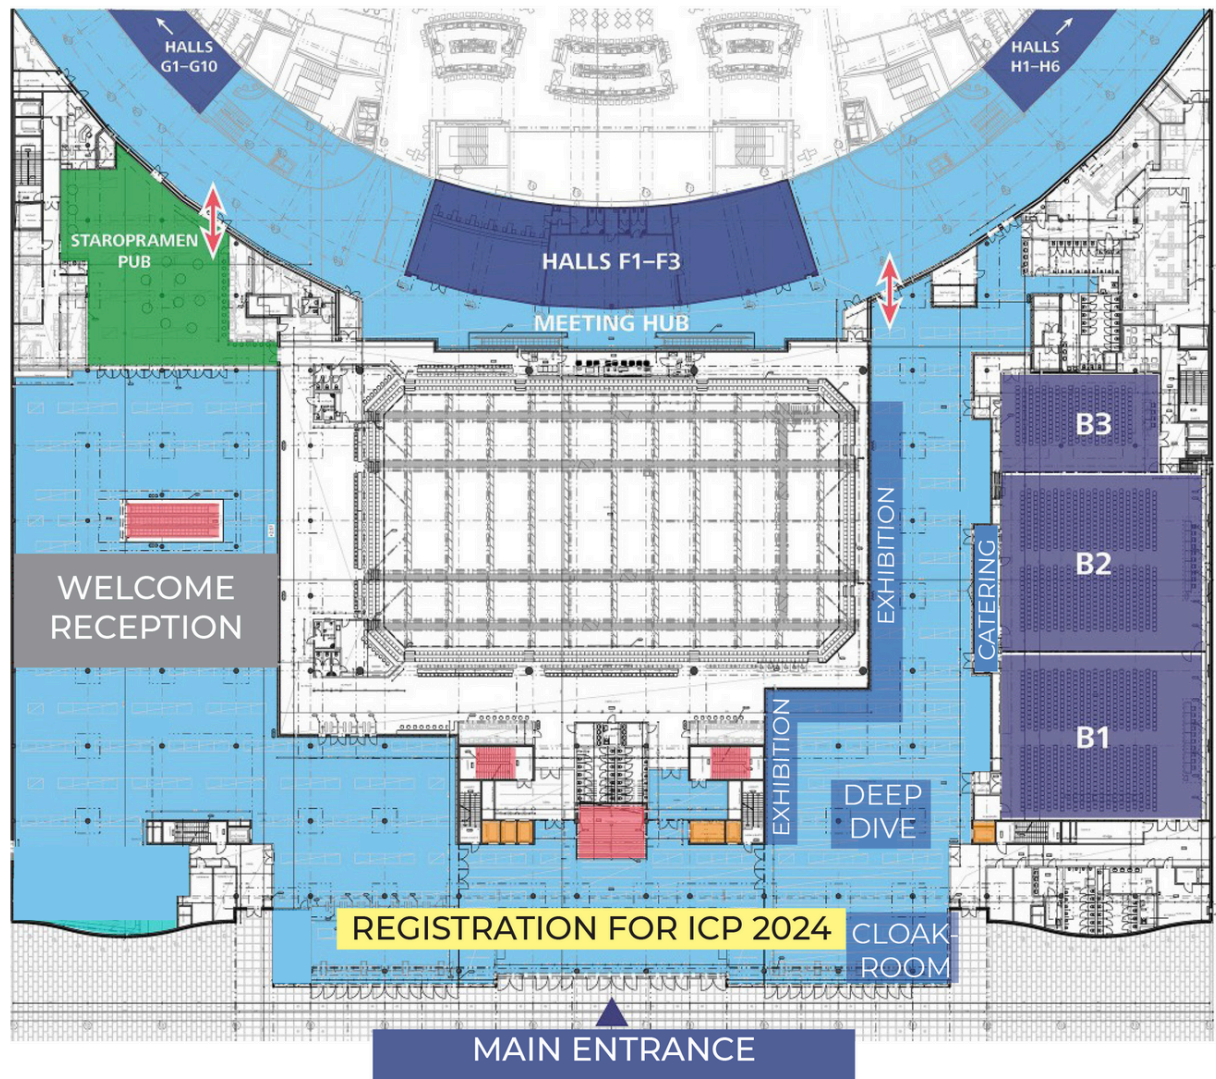 HALLS
G1–G10
HALLS
H1–H6
STAROPRAMEN
PUB
HALLS F1–F3
MEETING HUB
B3
EXHIBITION
CATERING
B2
WELCOME
RECEPTION
B1
EXHIBITION
DEEP
DIVE
REGISTRATION FOR ICP 2024
CLOAK-
ROOM
MAIN ENTRANCE